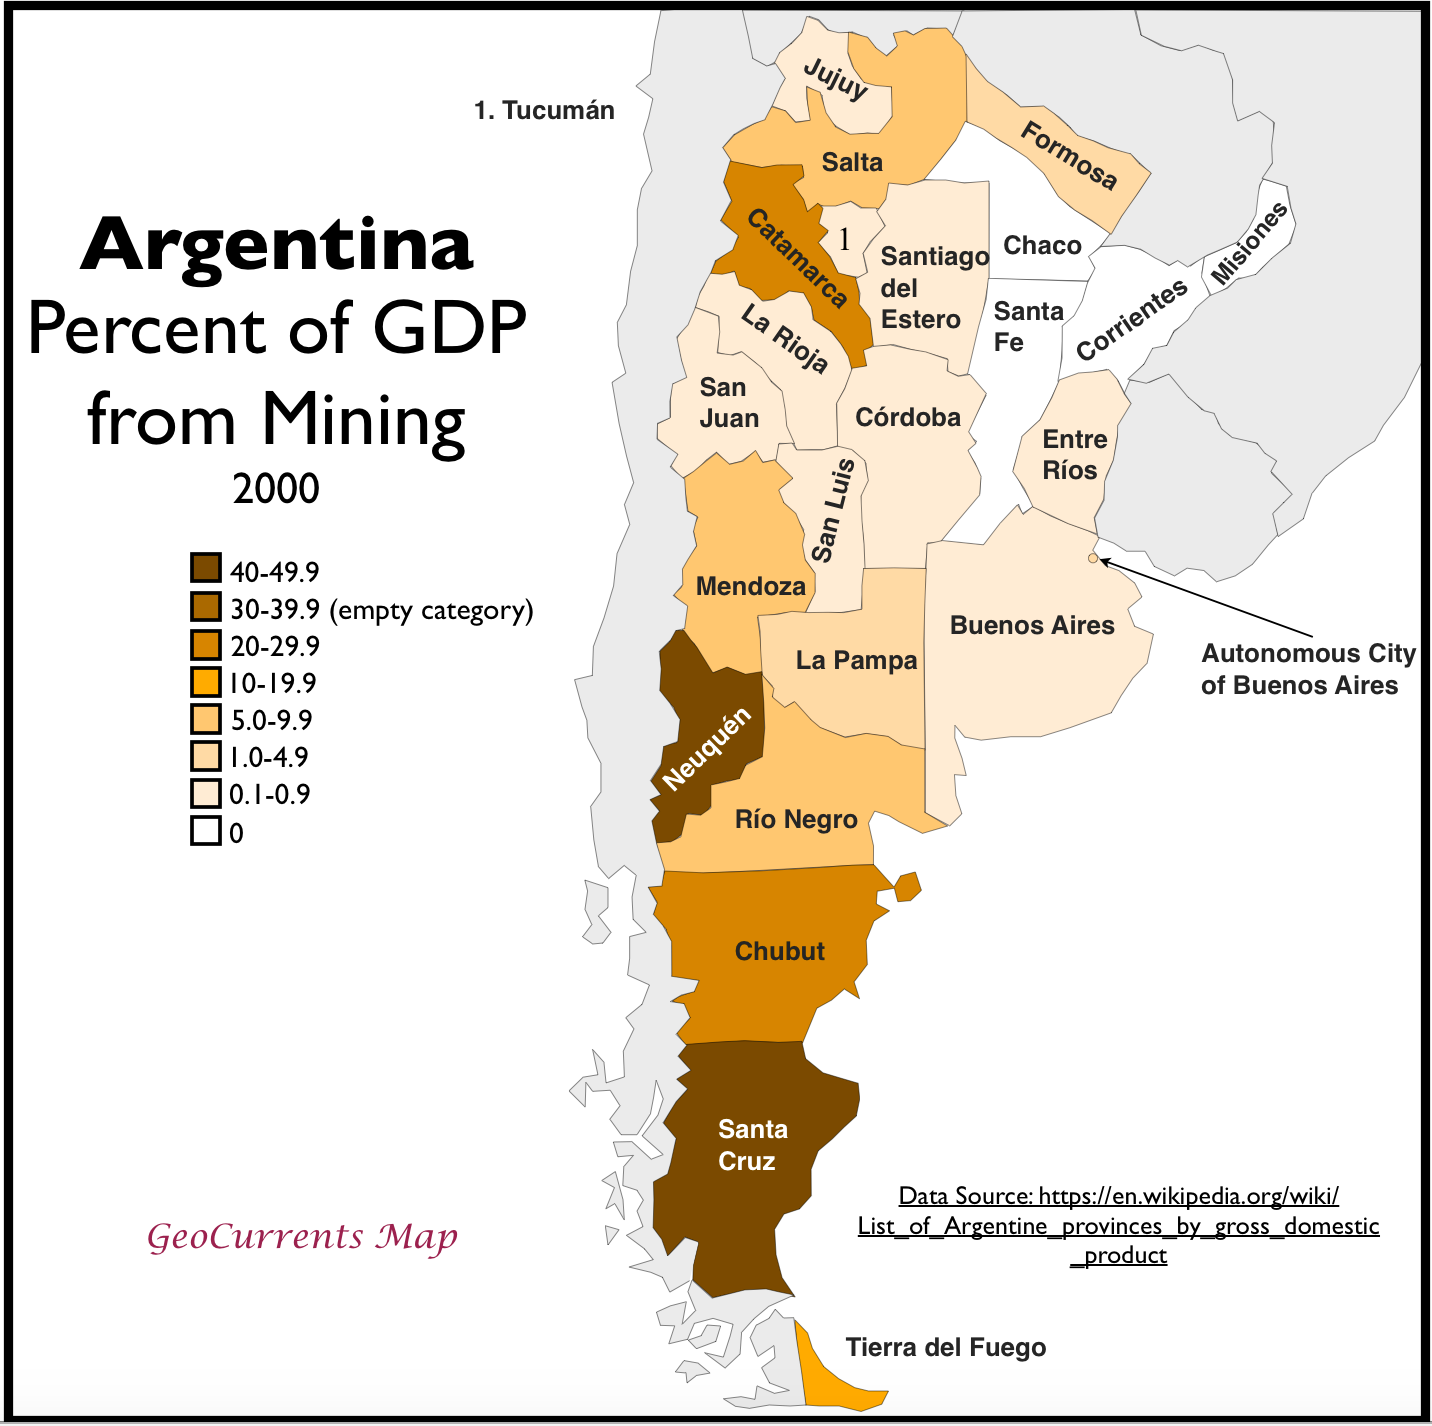 1. Tucumán
Argentina
Percent of GDP
from Mining
2000
40-49.9
30-39.9 (empty category)
20-29.9
10-19.9
5.0-9.9
1.0-4.9
0.1-0.9
0
Jujuy
Salta
Formosa
Catamarca
1
Santiago
del
Estero
Chaco
Misiones
Santa
Fe
Corrientes
La Rioja
San
Juan
Córdoba
Entre
Ríos
San Luis
Mendoza
Buenos Aires
La Pampa
Autonomous City
of Buenos Aires
Neuquén
Río Negro
Chubut
Santa
Cruz
Tierra del Fuego
GeoCurrents Map
Data Source: https://en.wikipedia.org/wiki/
List_of_Argentine_provinces_by_gross_domestic
_product